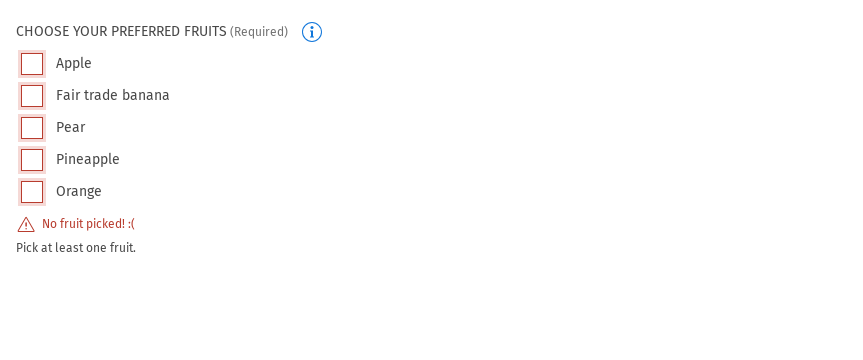 CHOOSE YOUR PREFERRED FRUITS (Required)
Apple
Fair trade banana
Pear
Pineapple
Orange
No fruit picked! :(
Pick at least one fruit.